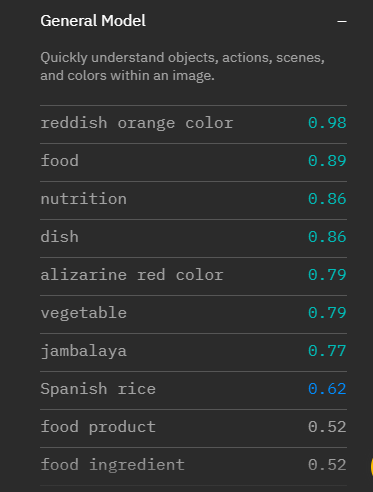 General Model –
Quickly understand objects, actions, scenes,
and colors within an image.
reddish orange color 0.98
food 0.89
nutrition 0.86
dish 0.86
alizarine red color 0.79
vegetable 0.79
jambalaya 0.77
Spanish rice 0.62
food product 0.52
food ingredient 0.52